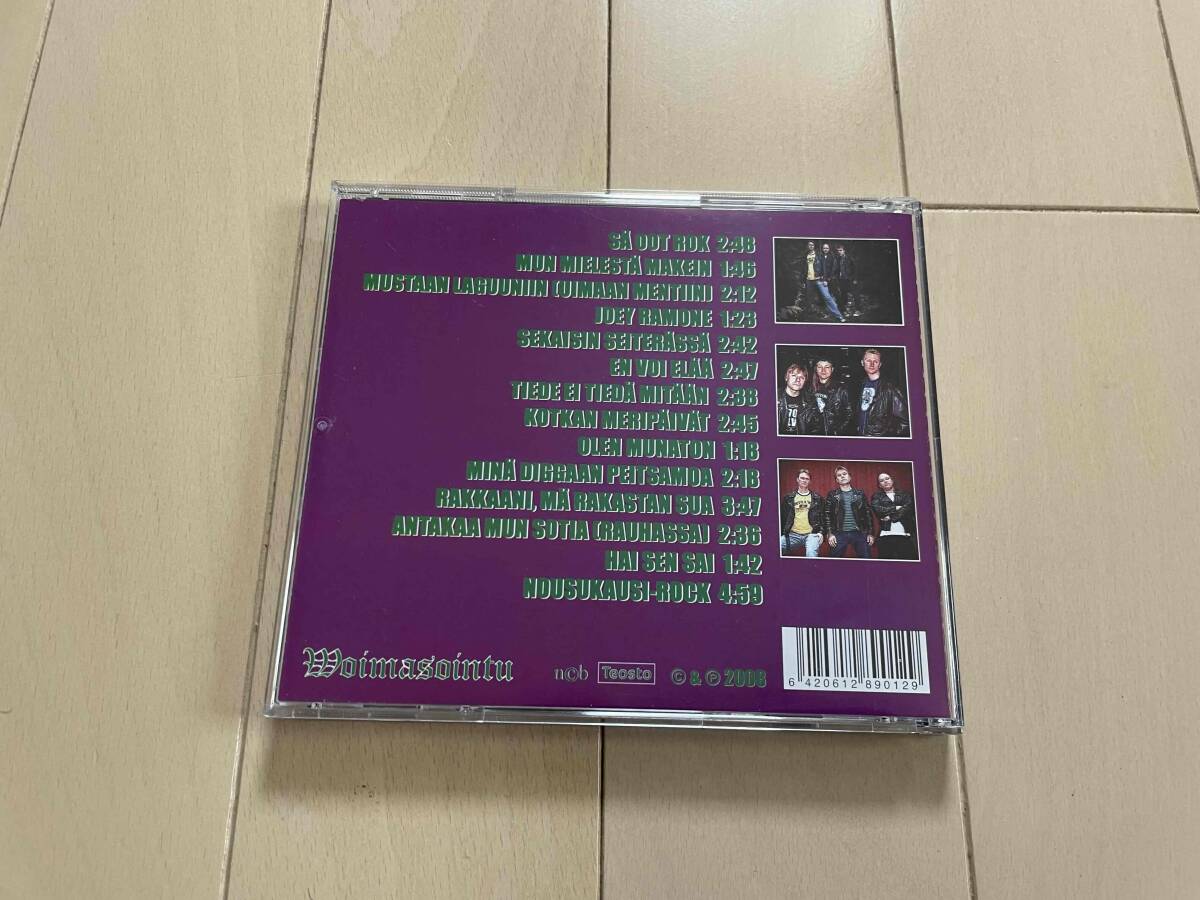 SÄ OOT ROK 2:48
MUN MIELESTÄ MAKEIN 1:46
MUSTAAN LAGUUNIIN (UIMAAN MENTIIN) 2:12
JOEY RAMONE 1:23
SEKAISIN SEITERÄSSÄ 2:42
EN VOI ELÄÄ 2:47
TIEDE EI TIEDÄ MITÄÄN 2:38
KOTKAN MERIPÄIVÄT 2:45
OLEN MUNATON 1:18
MINÄ DIGGAAN PEITSAMOA 2:18
RAKKAANI, MÄ RAKASTAN SUA 3:47
ANTAKAA MUN SOTIA (RAUHASSA) 2:36
HAI SEN SAI 1:42
NOUSUKAUSI-ROCK 4:59
Woimasointu
n©b Teosto © & ℗ 2008
6 420612 890129